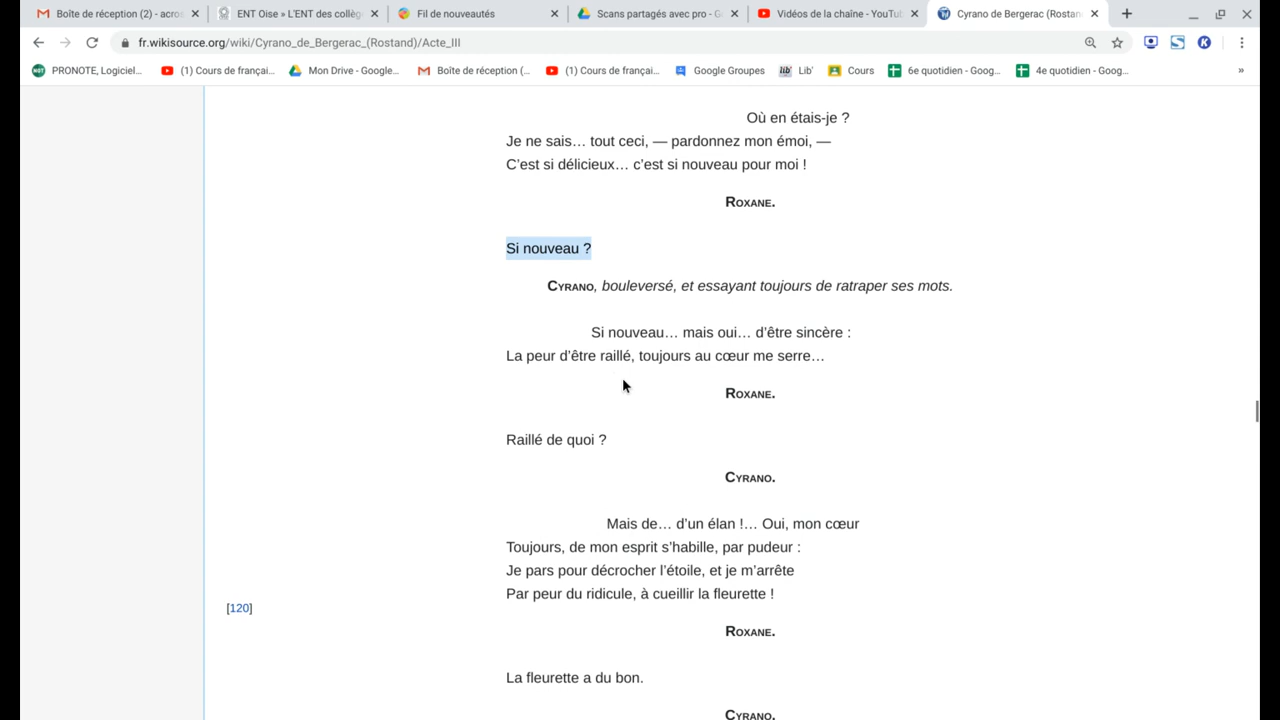 Boîte de réception (2) - acros
ENT Oise » L'ENT des collèg
Fil de nouveautés
Scans partagés avec pro - G
Vidéos de la chaîne - YouTu
Cyrano de Bergerac (Rostan
fr.wikisource.org/wiki/Cyrano_de_Bergerac_(Rostand)/Acte_III
PRONOTE, Logiciel...
(1) Cours de françai...
Mon Drive - Google...
Boîte de réception (...
(1) Cours de françai...
Google Groupes
Lib'
Cours
6e quotidien - Goog...
4e quotidien - Goog...
»
Où en étais-je ?
Je ne sais… tout ceci, — pardonnez mon émoi, —
C’est si délicieux… c’est si nouveau pour moi !
Roxane.
Si nouveau ?
Cyrano, bouleversé, et essayant toujours de ratraper ses mots.
Si nouveau… mais oui… d’être sincère :
La peur d’être raillé, toujours au cœur me serre…
Roxane.
Raillé de quoi ?
Cyrano.
Mais de… d’un élan !… Oui, mon cœur
Toujours, de mon esprit s’habille, par pudeur :
Je pars pour décrocher l’étoile, et je m’arrête
Par peur du ridicule, à cueillir la fleurette !
[120]
Roxane.
La fleurette a du bon.
Cyrano.